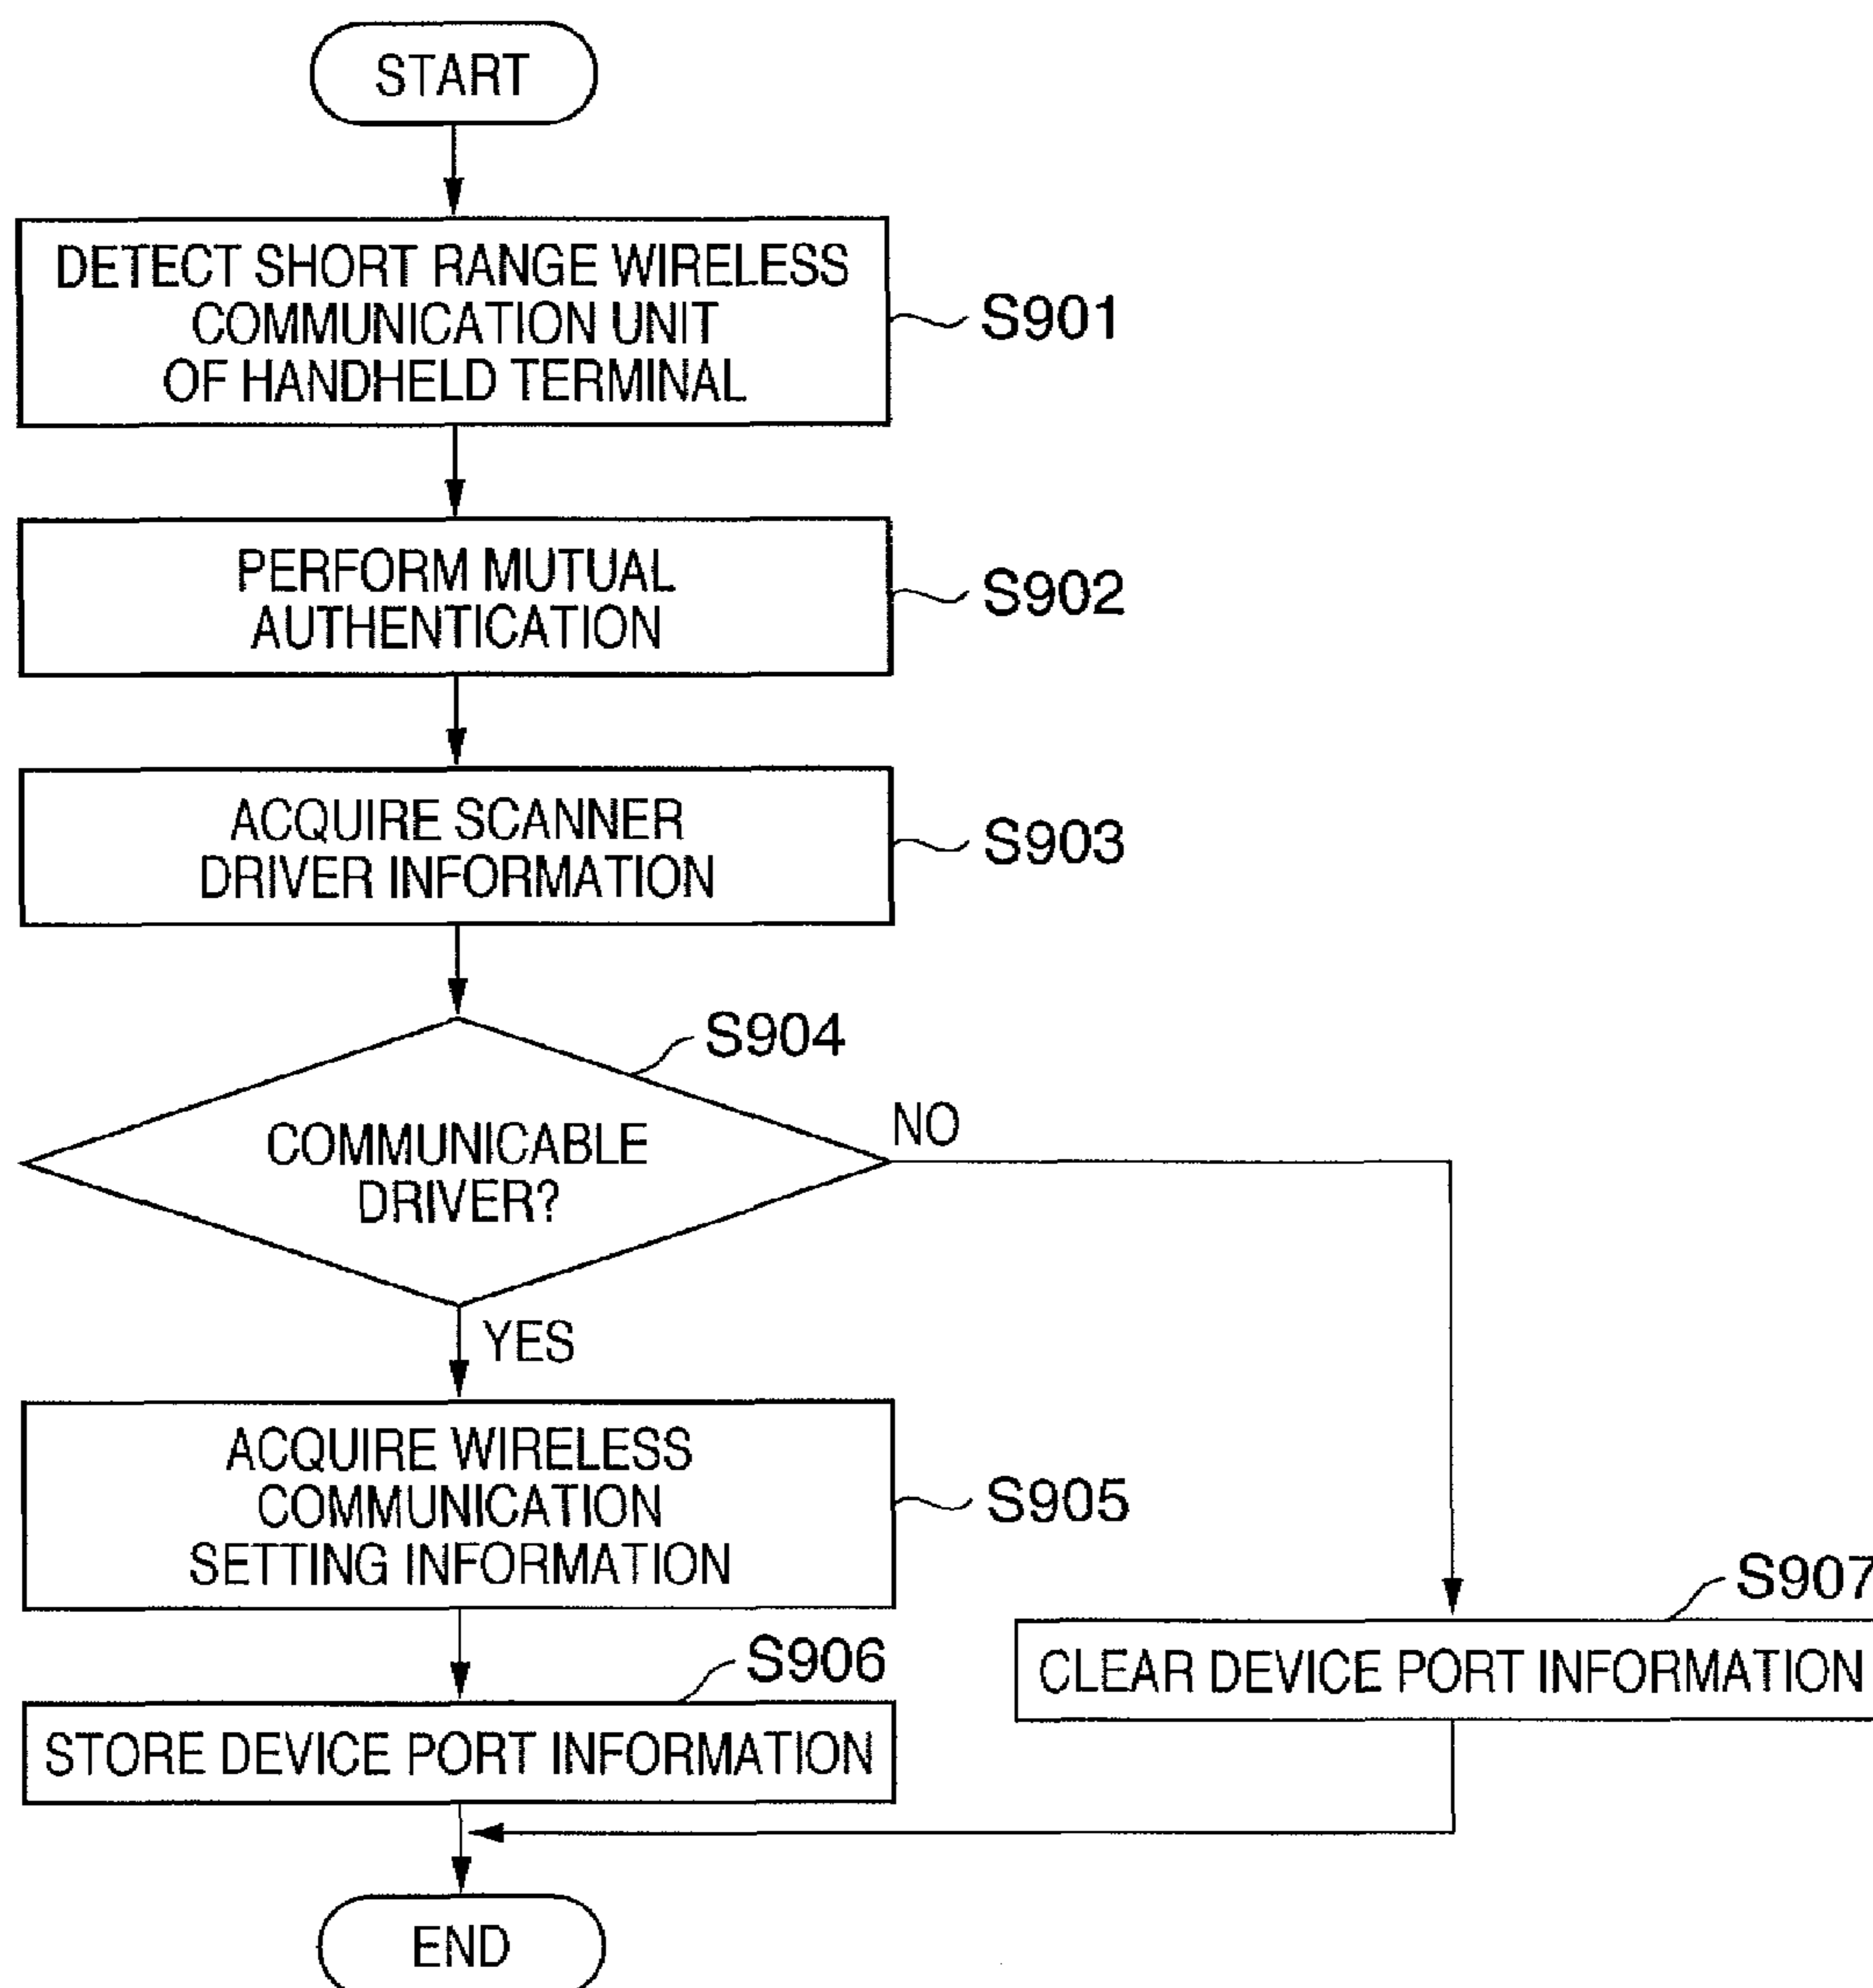 START
DETECT SHORT RANGE WIRELESS
COMMUNICATION UNIT
OF HANDHELD TERMINAL
S901
PERFORM MUTUAL
AUTHENTICATION
S902
ACQUIRE SCANNER
DRIVER INFORMATION
S903
S904
COMMUNICABLE
DRIVER?
NO
YES
ACQUIRE WIRELESS
COMMUNICATION
SETTING INFORMATION
S905
S907
CLEAR DEVICE PORT INFORMATION
S906
STORE DEVICE PORT INFORMATION
END